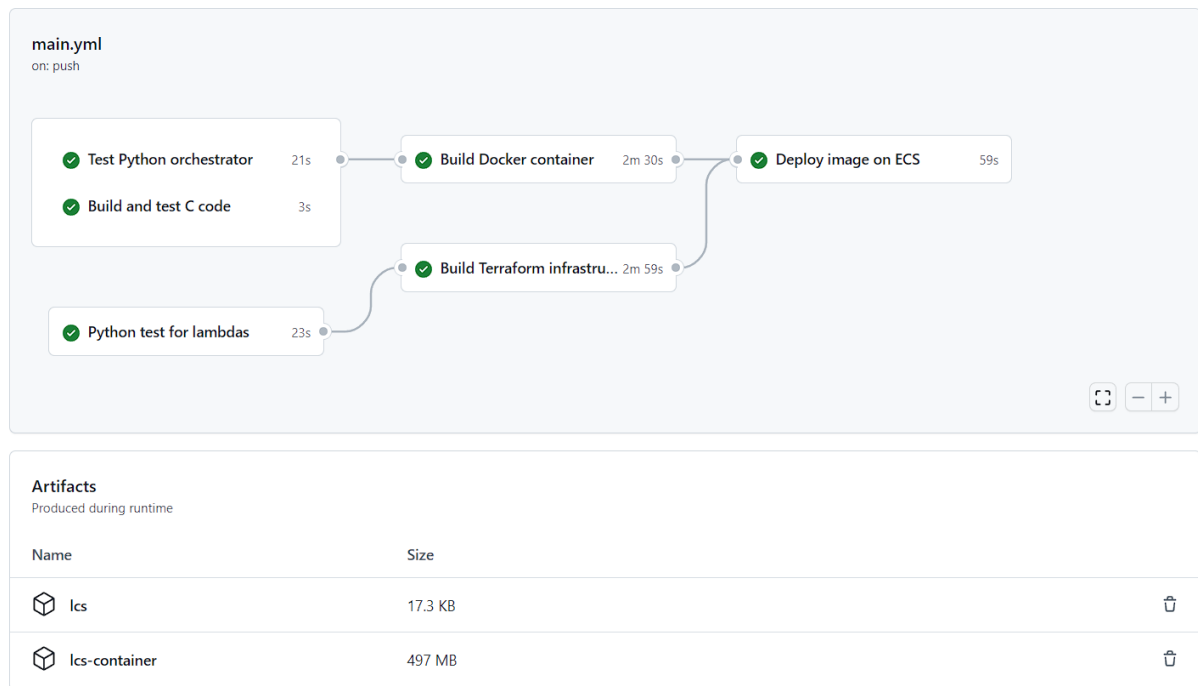 main.yml
on: push
Test Python orchestrator 21s
Build and test C code 3s
Python test for lambdas 23s
Build Docker container 2m 30s
Build Terraform infrastru... 2m 59s
Deploy image on ECS 59s
Artifacts
Produced during runtime
Name Size
lcs 17.3 KB
lcs-container 497 MB